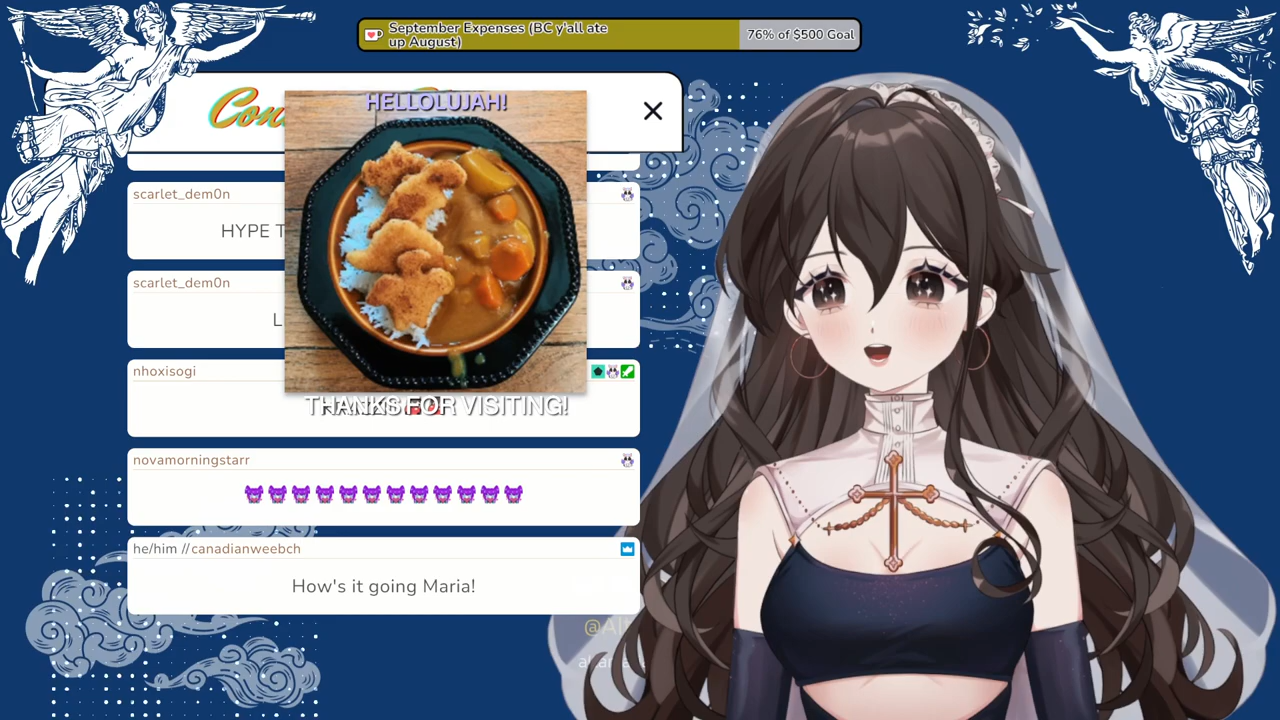 September Expenses (BC y'all ate
up August)
76% of $500 Goal
Con
HELLOLUJAH!
scarlet_dem0n
HYPE T
scarlet_dem0n
L
nhoxisogi
THANKS FOR VISITING!
novamorningstarr
he/him //canadianweebch
How's it going Maria!